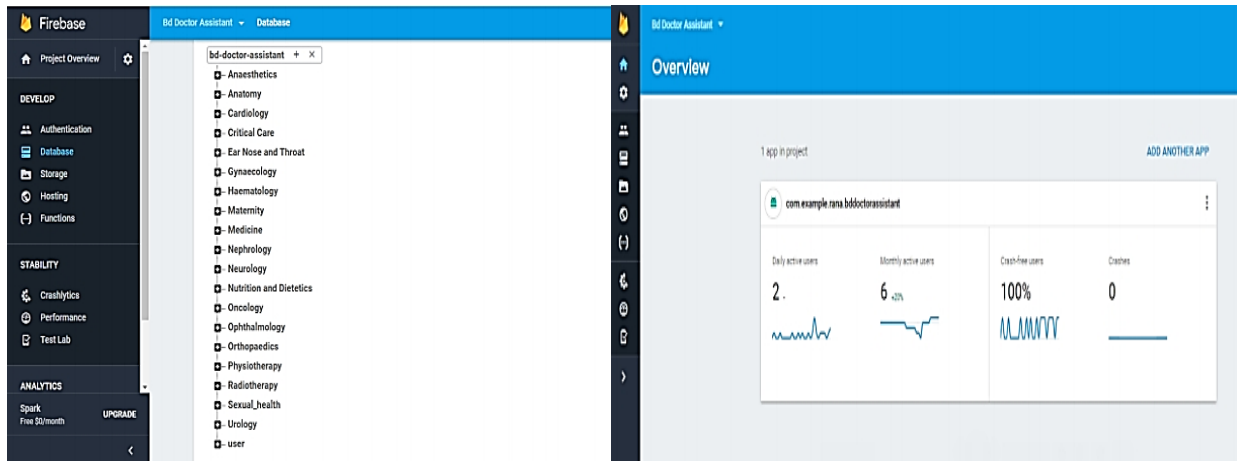 Firebase
Project Overview
DEVELOP
Authentication
Database
Storage
Hosting
Functions
STABILITY
Crashlytics
Performance
Test Lab
ANALYTICS
Spark
Free $0/month
UPGRADE
Bd Doctor Assistant Database
bd-doctor-assistant + ×
Anaesthetics
Anatomy
Cardiology
Critical Care
Ear Nose and Throat
Gynaecology
Haematology
Maternity
Medicine
Nephrology
Neurology
Nutrition and Dietetics
Oncology
Ophthalmology
Orthopaedics
Physiotherapy
Radiotherapy
Sexual_health
Urology
user
Bd Doctor Assistant
Overview
1 app in project
ADD ANOTHER APP
com.example.rana.bddoctorassistant
Daily active users
2 -
Monthly active users
6 +20%
Crash-free users
100%
Crashes
0